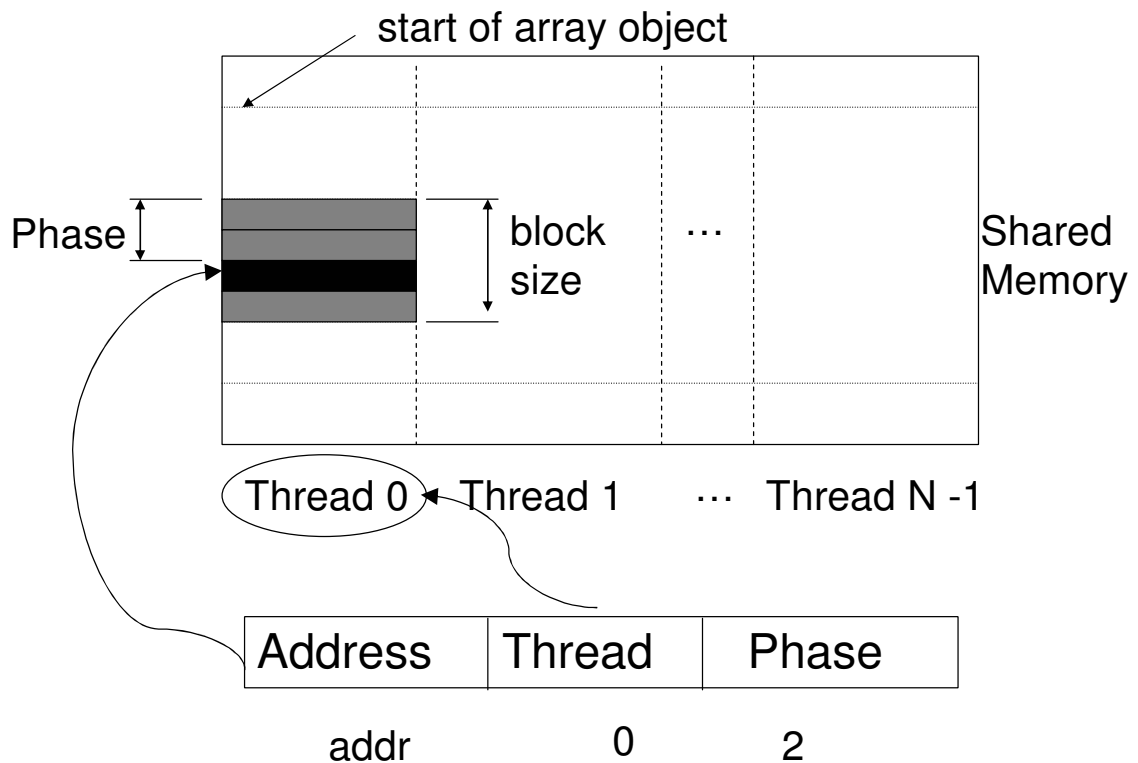 start of array object
Phase
block
size
...
Shared
Memory
Thread 0
Thread 1
...
Thread N -1
Address
Thread
Phase
addr
0
2